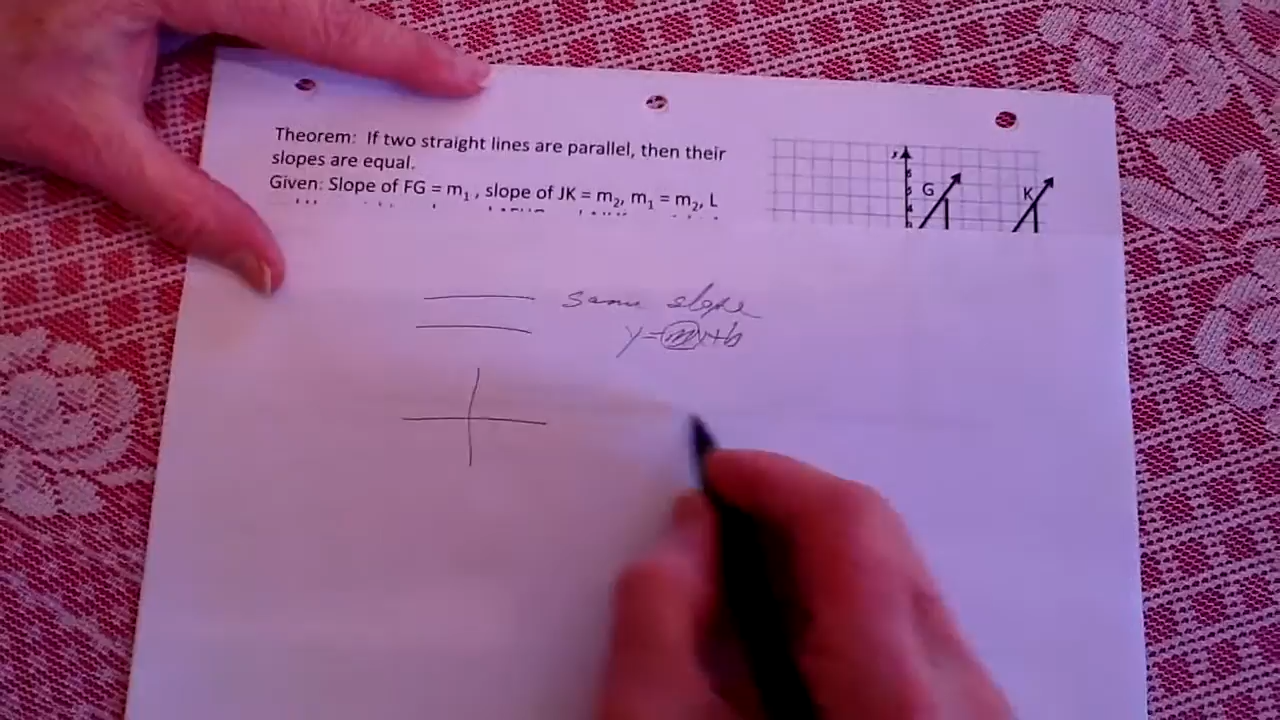 Theorem: If two straight lines are parallel, then their
slopes are equal.
Given: Slope of FG = m₁ , slope of JK = m₂, m₁ = m₂, L
y
G
K
same slope
y=mx+b